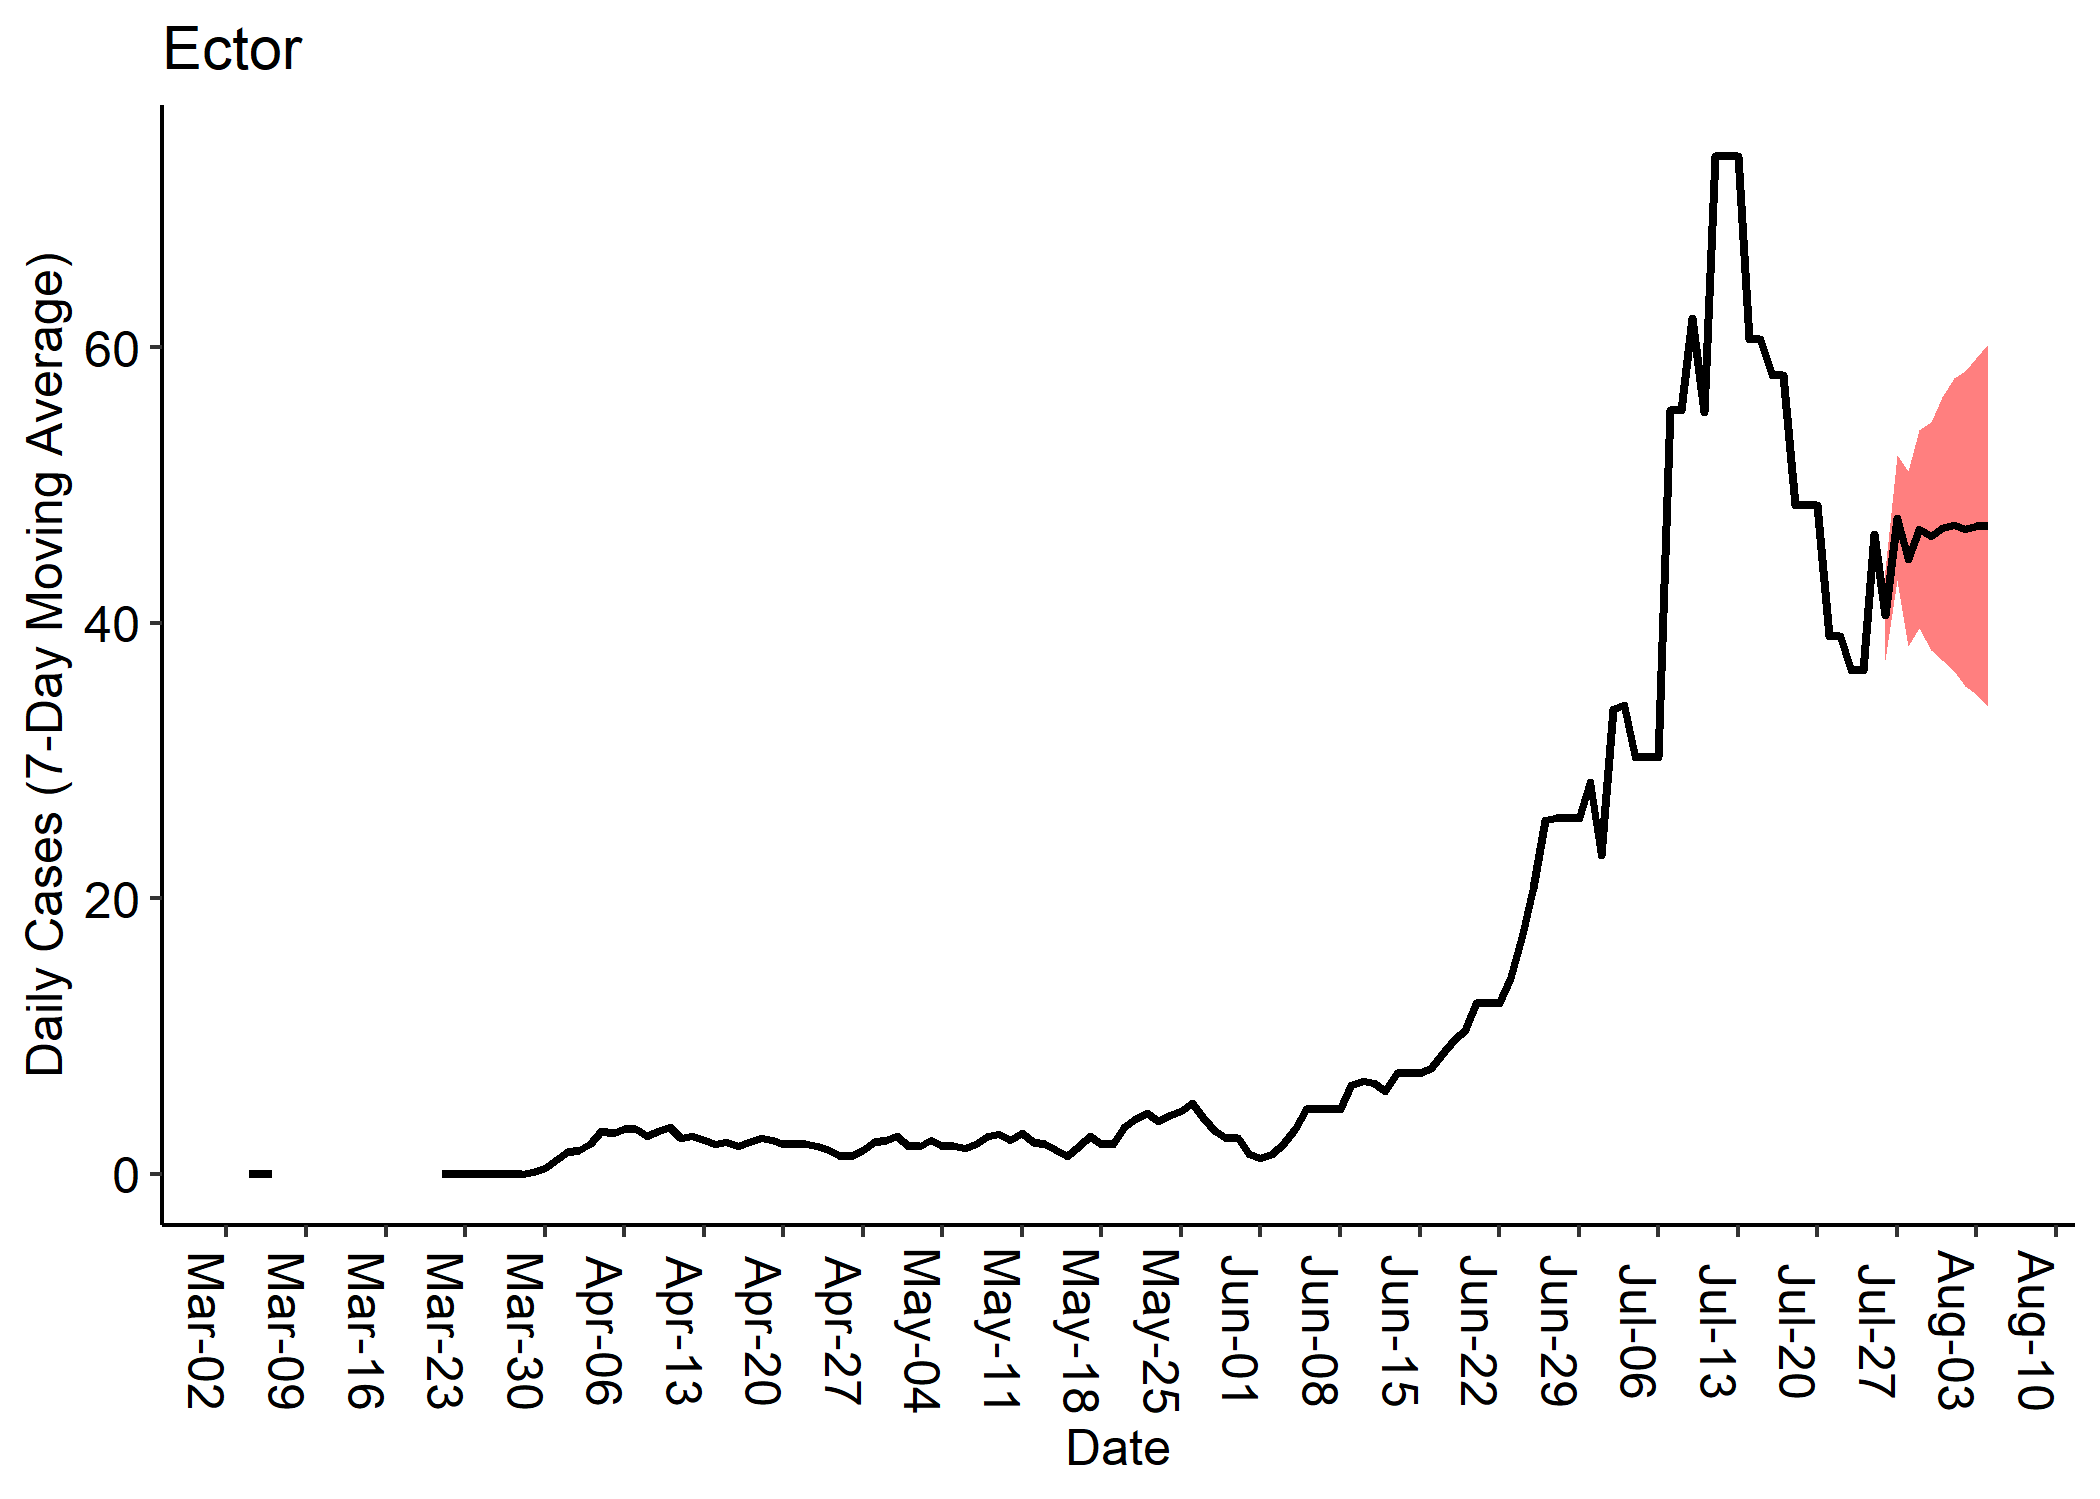 Ector
Daily Cases (7-Day Moving Average)
60
40
20
0
Mar-02
Mar-09
Mar-16
Mar-23
Mar-30
Apr-06
Apr-13
Apr-20
Apr-27
May-04
May-11
May-18
May-25
Jun-01
Jun-08
Jun-15
Jun-22
Jun-29
Jul-06
Jul-13
Jul-20
Jul-27
Aug-03
Aug-10
Date